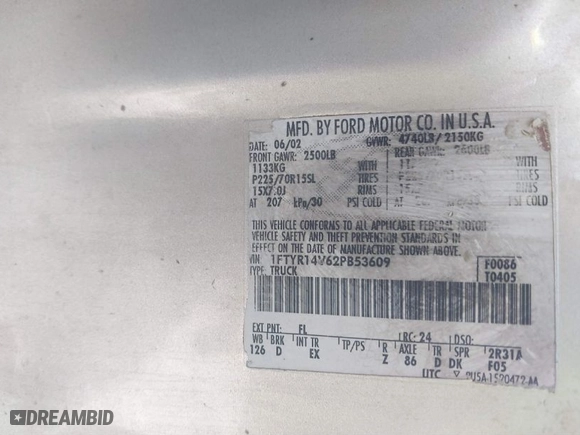 MFD. BY FORD MOTOR CO. IN U.S.A.
DATE: 06/02 GVWR: 4740LB/2150KG
FRONT GAWR: 2500LB REAR GAWR: 2500LB
1133KG WITH WITH
P225/70R15SL TIRES TIRES
15X7.0J RIMS RIMS
AT 207 kPa/30 PSI COLD AT PSI COLD
THIS VEHICLE CONFORMS TO ALL APPLICABLE FEDERAL MOTOR
VEHICLE SAFETY AND THEFT PREVENTION STANDARDS IN
EFFECT ON THE DATE OF MANUFACTURE SHOWN ABOVE.
VIN 1FTYR14V62PB53609 F0086
TYPE TRUCK T0405
EXT PNT: FL RC: 24 DSO:
WB BRK INT TR TP/PS R AXLE TR SPR 2R31A
126 D EX Z 86 D DK F05
UTC
DREAMBID